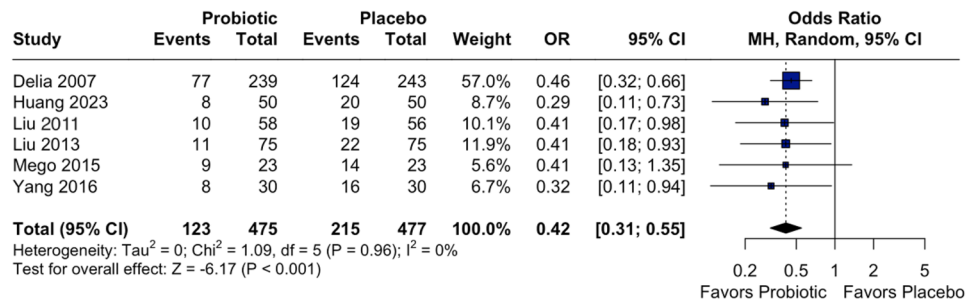 Probiotic Placebo Odds Ratio
Study Events Total Events Total Weight OR 95% CI MH, Random, 95% CI
Delia 2007 77 239 124 243 57.0% 0.46 [0.32; 0.66]
Huang 2023 8 50 20 50 8.7% 0.29 [0.11; 0.73]
Liu 2011 10 58 19 56 10.1% 0.41 [0.17; 0.98]
Liu 2013 11 75 22 75 11.9% 0.41 [0.18; 0.93]
Mego 2015 9 23 14 23 5.6% 0.41 [0.13; 1.35]
Yang 2016 8 30 16 30 6.7% 0.32 [0.11; 0.94]
Total (95% CI) 123 475 215 477 100.0% 0.42 [0.31; 0.55]
Heterogeneity: Tau² = 0; Chi² = 1.09, df = 5 (P = 0.96); I² = 0%
Test for overall effect: Z = -6.17 (P < 0.001)
0.2 0.5 1 2 5
Favors Probiotic Favors Placebo